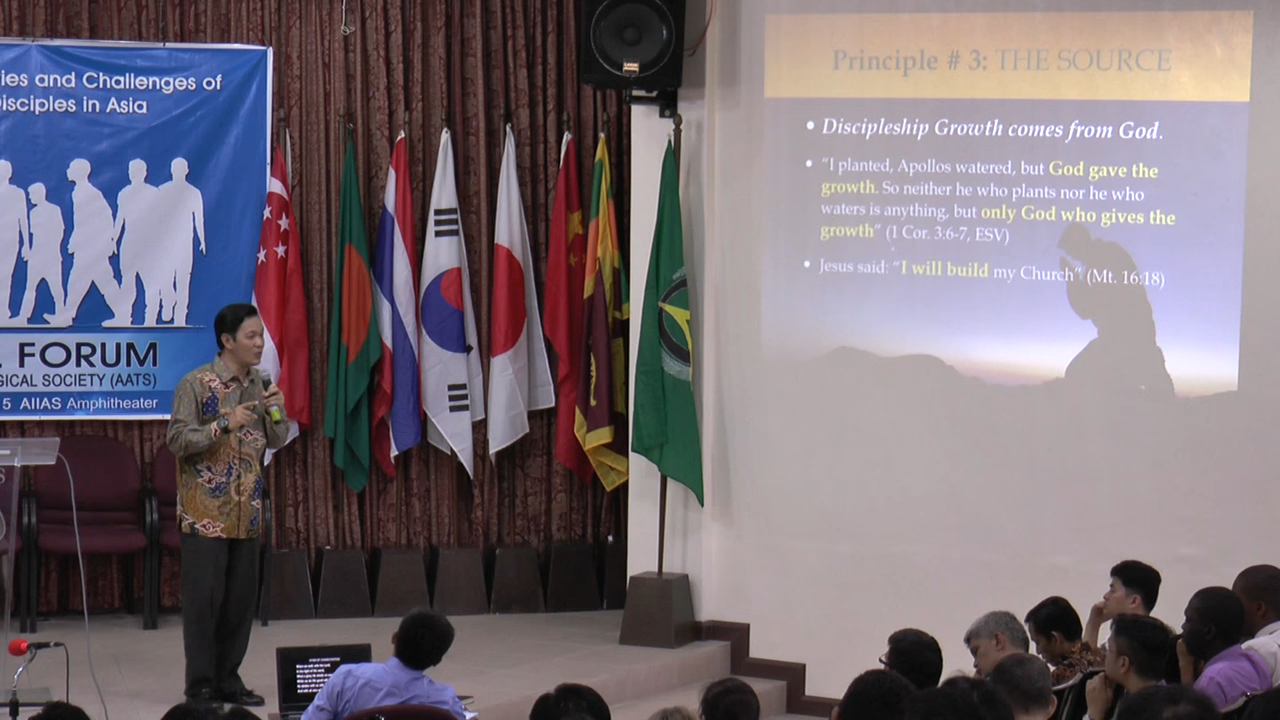 ies and Challenges of
Disciples in Asia
L FORUM
GICAL SOCIETY (AATS)
5 AIIAS Amphitheater
Principle # 3: THE SOURCE
• Discipleship Growth comes from God.
• “I planted, Apollos watered, but God gave the
growth. So neither he who plants nor he who
waters is anything, but only God who gives the
growth” (1 Cor. 3:6-7, ESV)
• Jesus said: “I will build my Church” (Mt. 16:18)